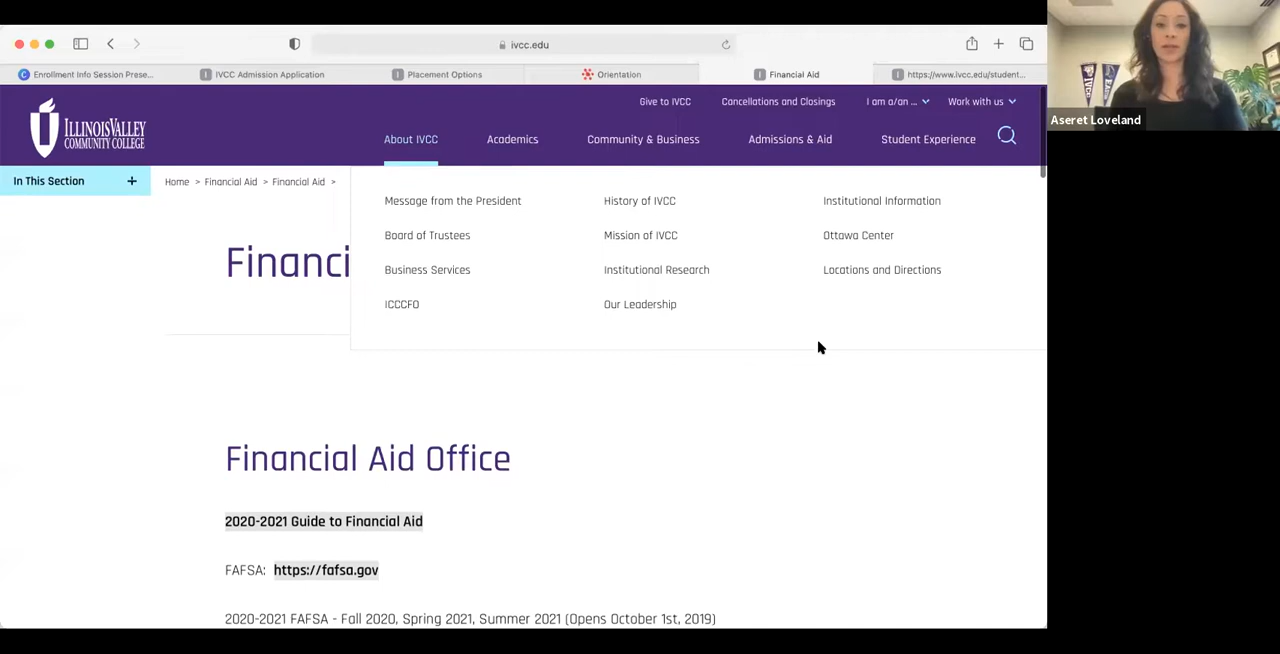 ivcc.edu
Enrollment Info Session Prese...
IVCC Admission Application
Placement Options
Orientation
Financial Aid
https://www.ivcc.edu/student...
Give to IVCC
Cancellations and Closings
I am a/an ...
Work with us
ILLINOIS VALLEY
COMMUNITY COLLEGE
About IVCC
Academics
Community & Business
Admissions & Aid
Student Experience
In This Section +
Home > Financial Aid > Financial Aid >
Message from the President
History of IVCC
Institutional Information
Board of Trustees
Mission of IVCC
Ottawa Center
Business Services
Institutional Research
Locations and Directions
ICCCFO
Our Leadership
Financi
Financial Aid Office
2020-2021 Guide to Financial Aid
FAFSA: https://fafsa.gov
2020-2021 FAFSA - Fall 2020, Spring 2021, Summer 2021 (Opens October 1st, 2019)
IVCC
Aseret Loveland